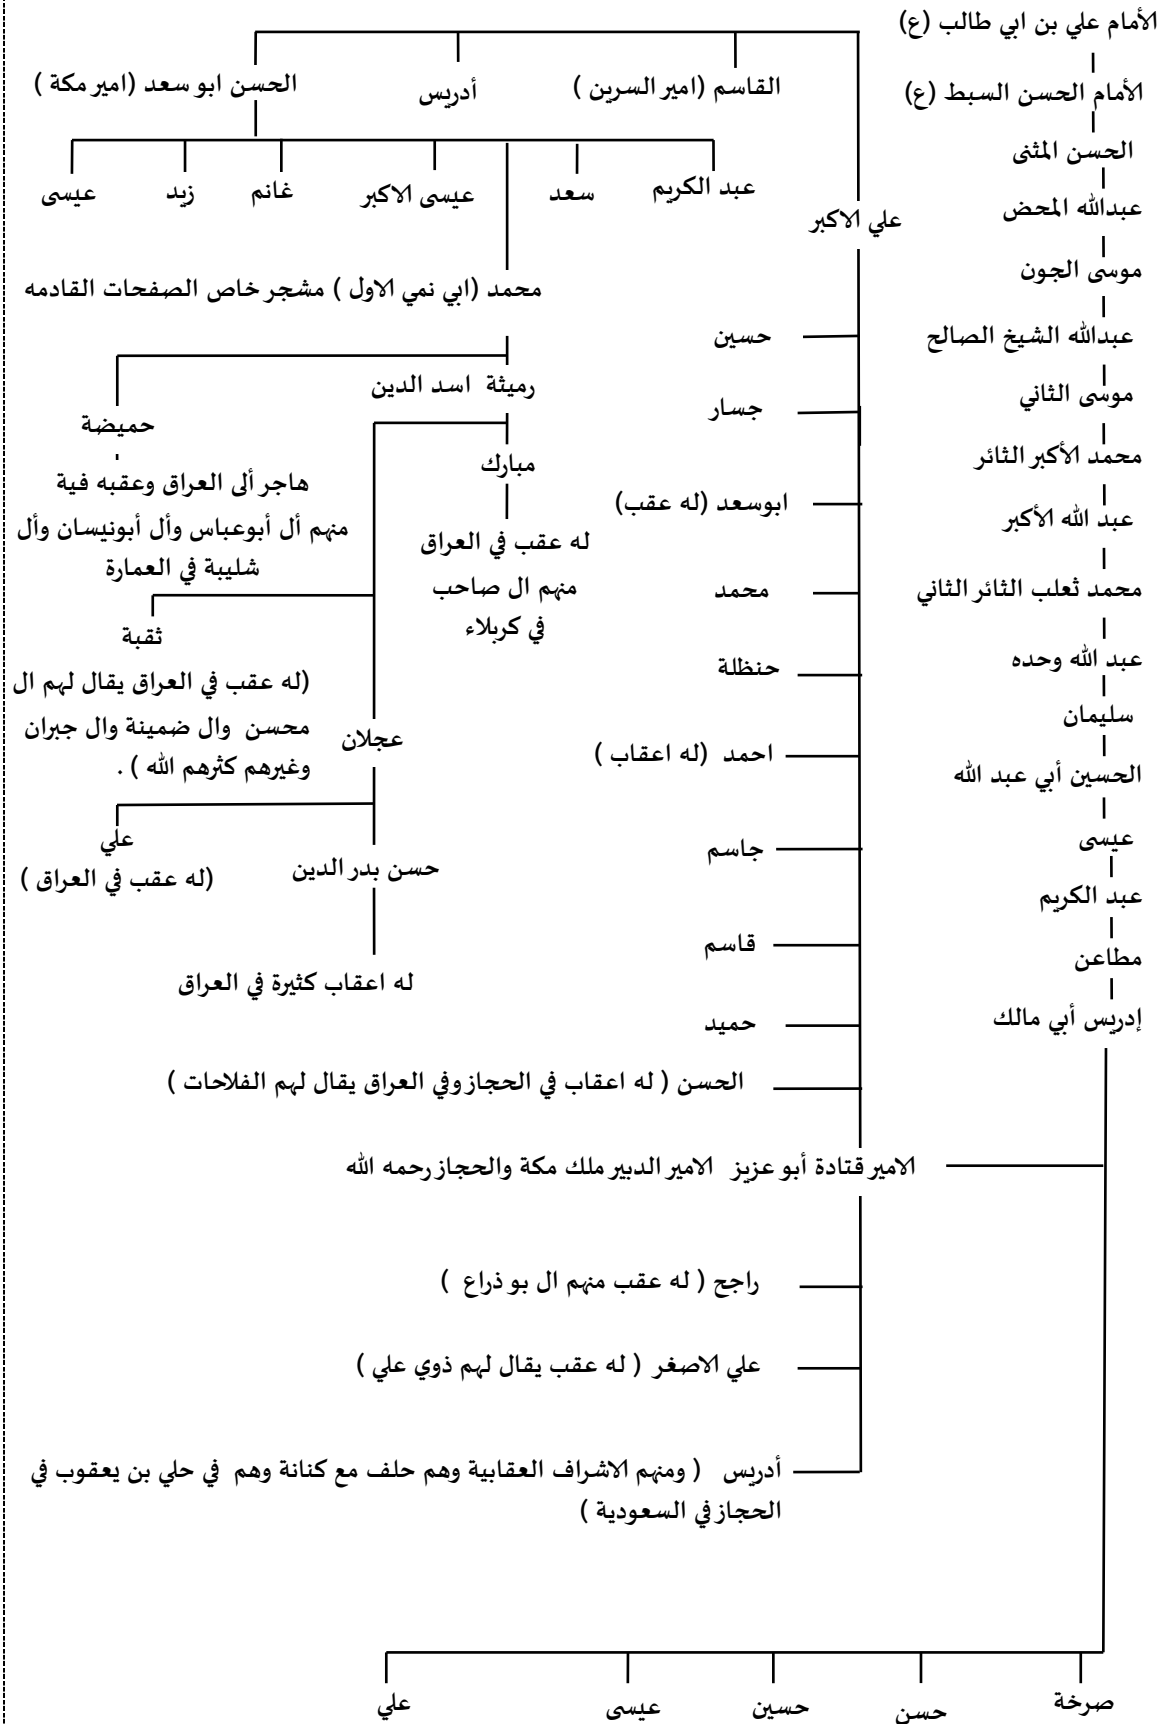 الأمام علي بن ابي طالب (ع)
الأمام الحسن السبط (ع)
الحسن المثنى
عبدالله المحض
موسى الجون
عبدالله الشيخ الصالح
موسى الثاني
محمد الأكبر الثائر
عبد الله الأكبر
محمد ثعلب الثائر الثاني
عبد الله وحده
سليمان
الحسين أبي عبد الله
عيسى
عبد الكريم
مطاعن
إدريس أبي مالك
القاسم (امير السرين )
أدريس
الحسن ابو سعد (امير مكة )
علي الاكبر
عبد الكريم
سعد
عيسى الاكبر
غانم
زيد
عيسى
محمد (ابي نمي الاول ) مشجر خاص الصفحات القادمه
رميثة اسد الدين
حميضة
هاجر ألى العراق وعقبه فية
منهم أل أبوعباس وأل أبونيسان وأل
شليبة في العمارة
مبارك
له عقب في العراق
منهم ال صاحب
في كربلاء
ثقبة
(له عقب في العراق يقال لهم ال
محسن وال ضمينة وال جبران
وغيرهم كثرهم الله ) .
عجلان
علي
(له عقب في العراق )
حسن بدر الدين
له اعقاب كثيرة في العراق
حسين
جسار
ابوسعد (له عقب)
محمد
حنظلة
احمد (له اعقاب )
جاسم
قاسم
حميد
الحسن ( له اعقاب في الحجاز وفي العراق يقال لهم الفلاحات )
الامير قتادة أبو عزيز الامير الدبير ملك مكة والحجاز رحمه الله
راجح ( له عقب منهم ال بو ذراع )
علي الاصغر ( له عقب يقال لهم ذوي علي )
أدريس ( ومنهم الاشراف العقابية وهم حلف مع كنانة وهم في حلي بن يعقوب في
الحجاز في السعودية )
صرخة
حسن
حسين
عيسى
علي